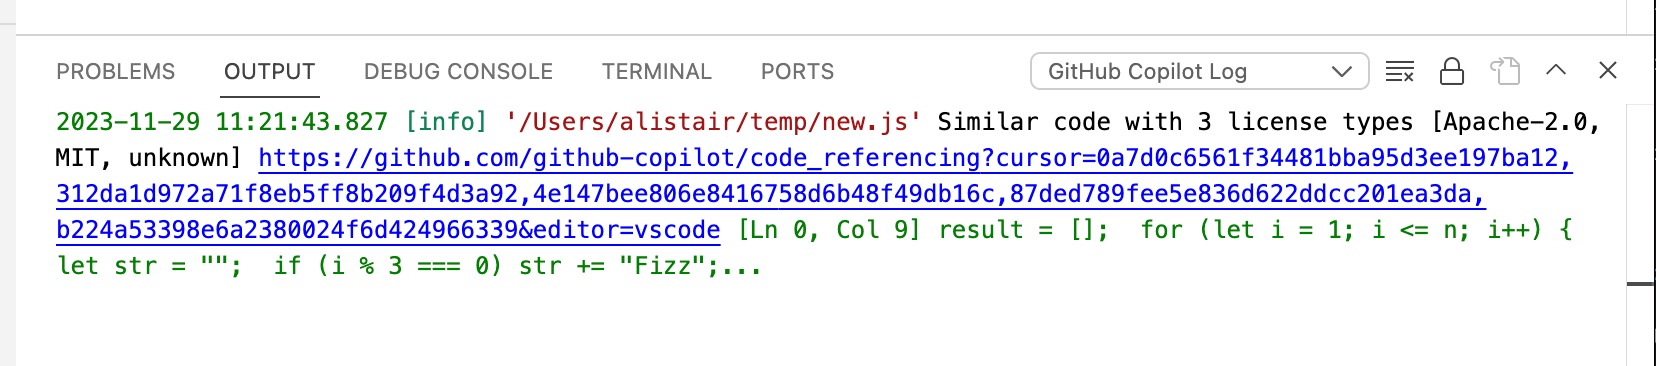 PROBLEMS OUTPUT DEBUG CONSOLE TERMINAL PORTS GitHub Copilot Log
2023-11-29 11:21:43.827 [info] '/Users/alistair/temp/new.js' Similar code with 3 license types [Apache-2.0,
MIT, unknown] https://github.com/github-copilot/code_referencing?cursor=0a7d0c6561f34481bba95d3ee197ba12,
312da1d972a71f8eb5ff8b209f4d3a92,4e147bee806e8416758d6b48f49db16c,87ded789fee5e836d622ddcc201ea3da,
b224a53398e6a2380024f6d424966339&editor=vscode [Ln 0, Col 9] result = [];  for (let i = 1; i <= n; i++) {
let str = "";  if (i % 3 === 0) str += "Fizz";...